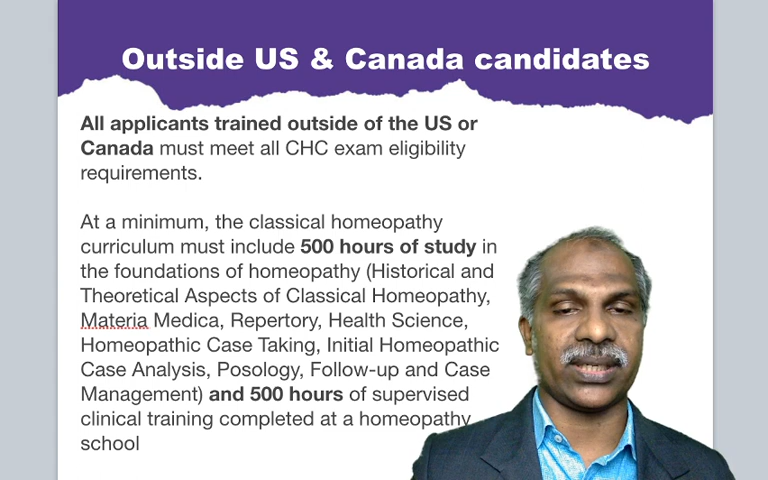 Outside US & Canada candidates
All applicants trained outside of the US or
Canada must meet all CHC exam eligibility
requirements.
At a minimum, the classical homeopathy
curriculum must include 500 hours of study in
the foundations of homeopathy (Historical and
Theoretical Aspects of Classical Homeopathy,
Materia Medica, Repertory, Health Science,
Homeopathic Case Taking, Initial Homeopathic
Case Analysis, Posology, Follow-up and Case
Management) and 500 hours of supervised
clinical training completed at a homeopathy
school